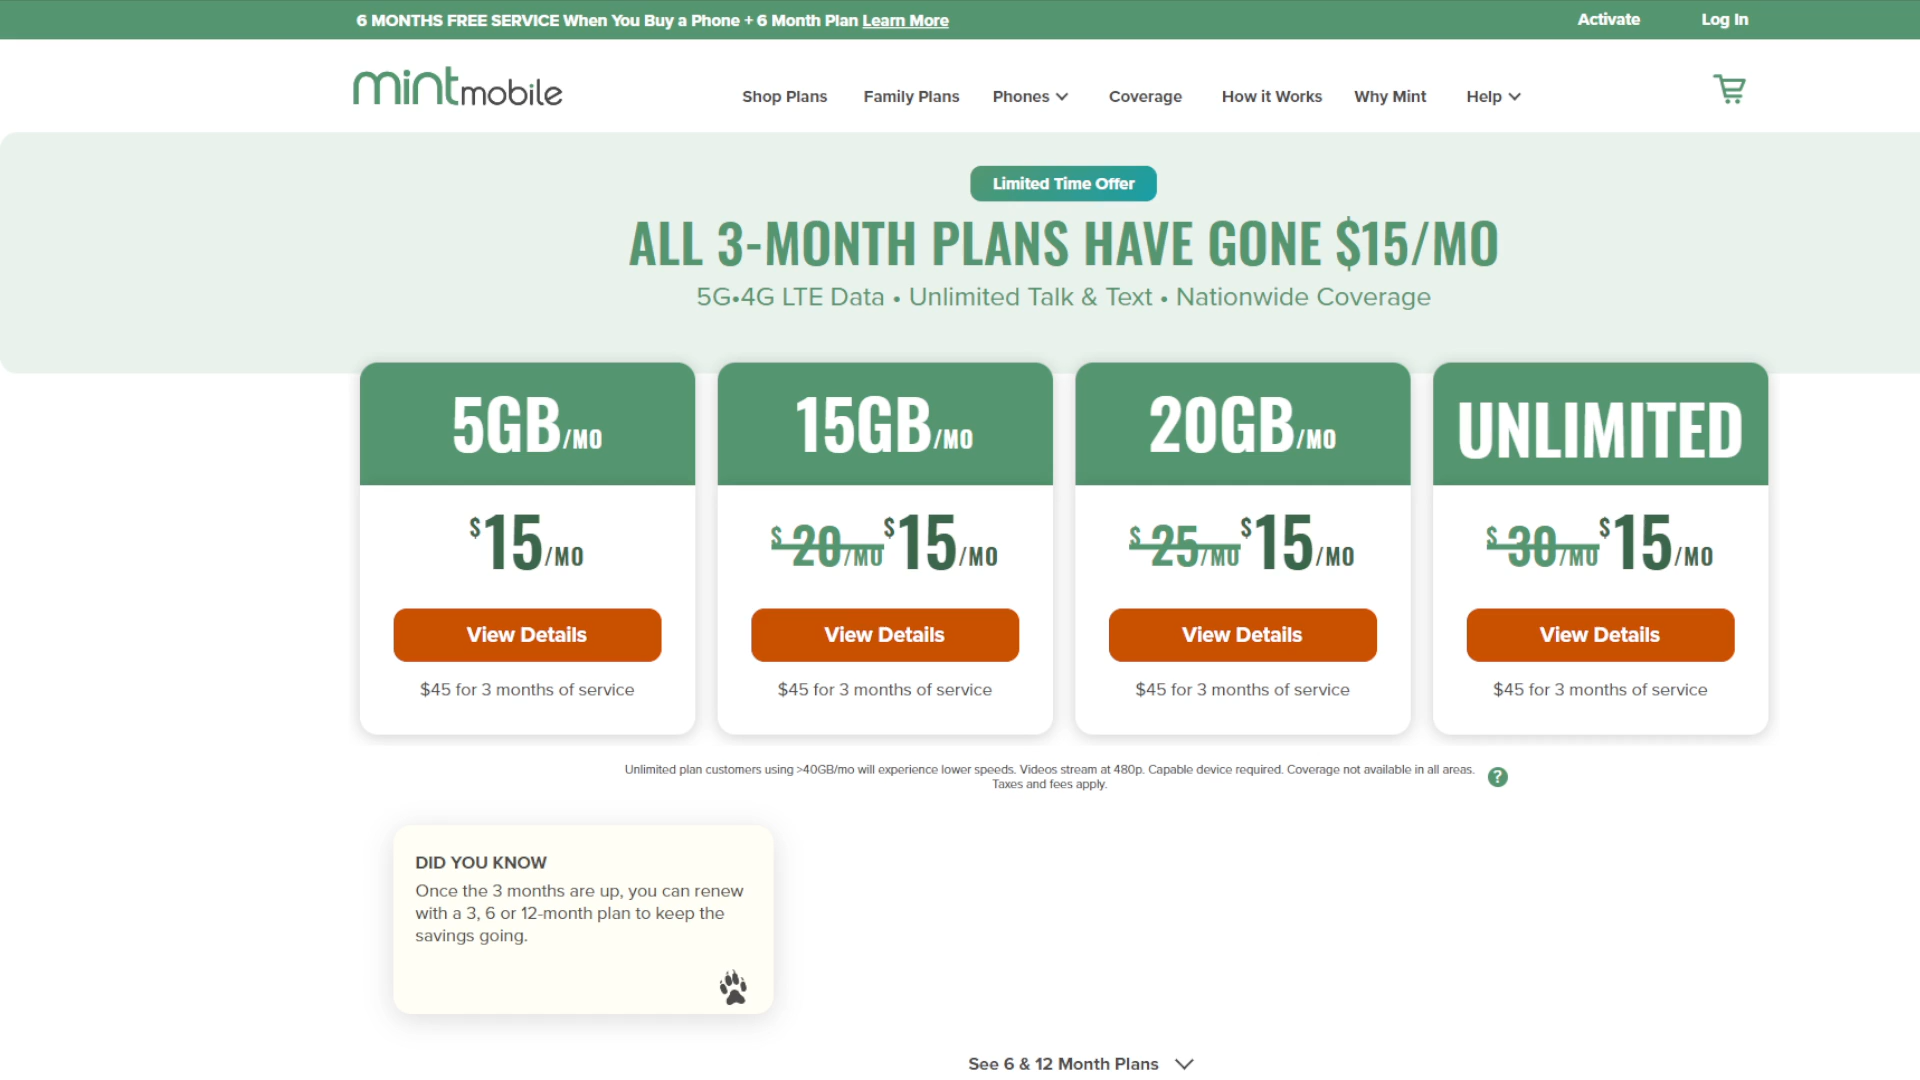 6 MONTHS FREE SERVICE When You Buy a Phone + 6 Month Plan Learn More
Activate
Log In
mint mobile
Shop Plans
Family Plans
Phones
Coverage
How it Works
Why Mint
Help
Limited Time Offer
ALL 3-MONTH PLANS HAVE GONE $15/MO
5G•4G LTE Data • Unlimited Talk & Text • Nationwide Coverage
5GB/MO
$15/MO
View Details
$45 for 3 months of service
15GB/MO
$20/MO $15/MO
View Details
$45 for 3 months of service
20GB/MO
$25/MO $15/MO
View Details
$45 for 3 months of service
UNLIMITED
$30/MO $15/MO
View Details
$45 for 3 months of service
Unlimited plan customers using >40GB/mo will experience lower speeds. Videos stream at 480p. Capable device required. Coverage not available in all areas.
Taxes and fees apply.
?
DID YOU KNOW
Once the 3 months are up, you can renew
with a 3, 6 or 12-month plan to keep the
savings going.
See 6 & 12 Month Plans